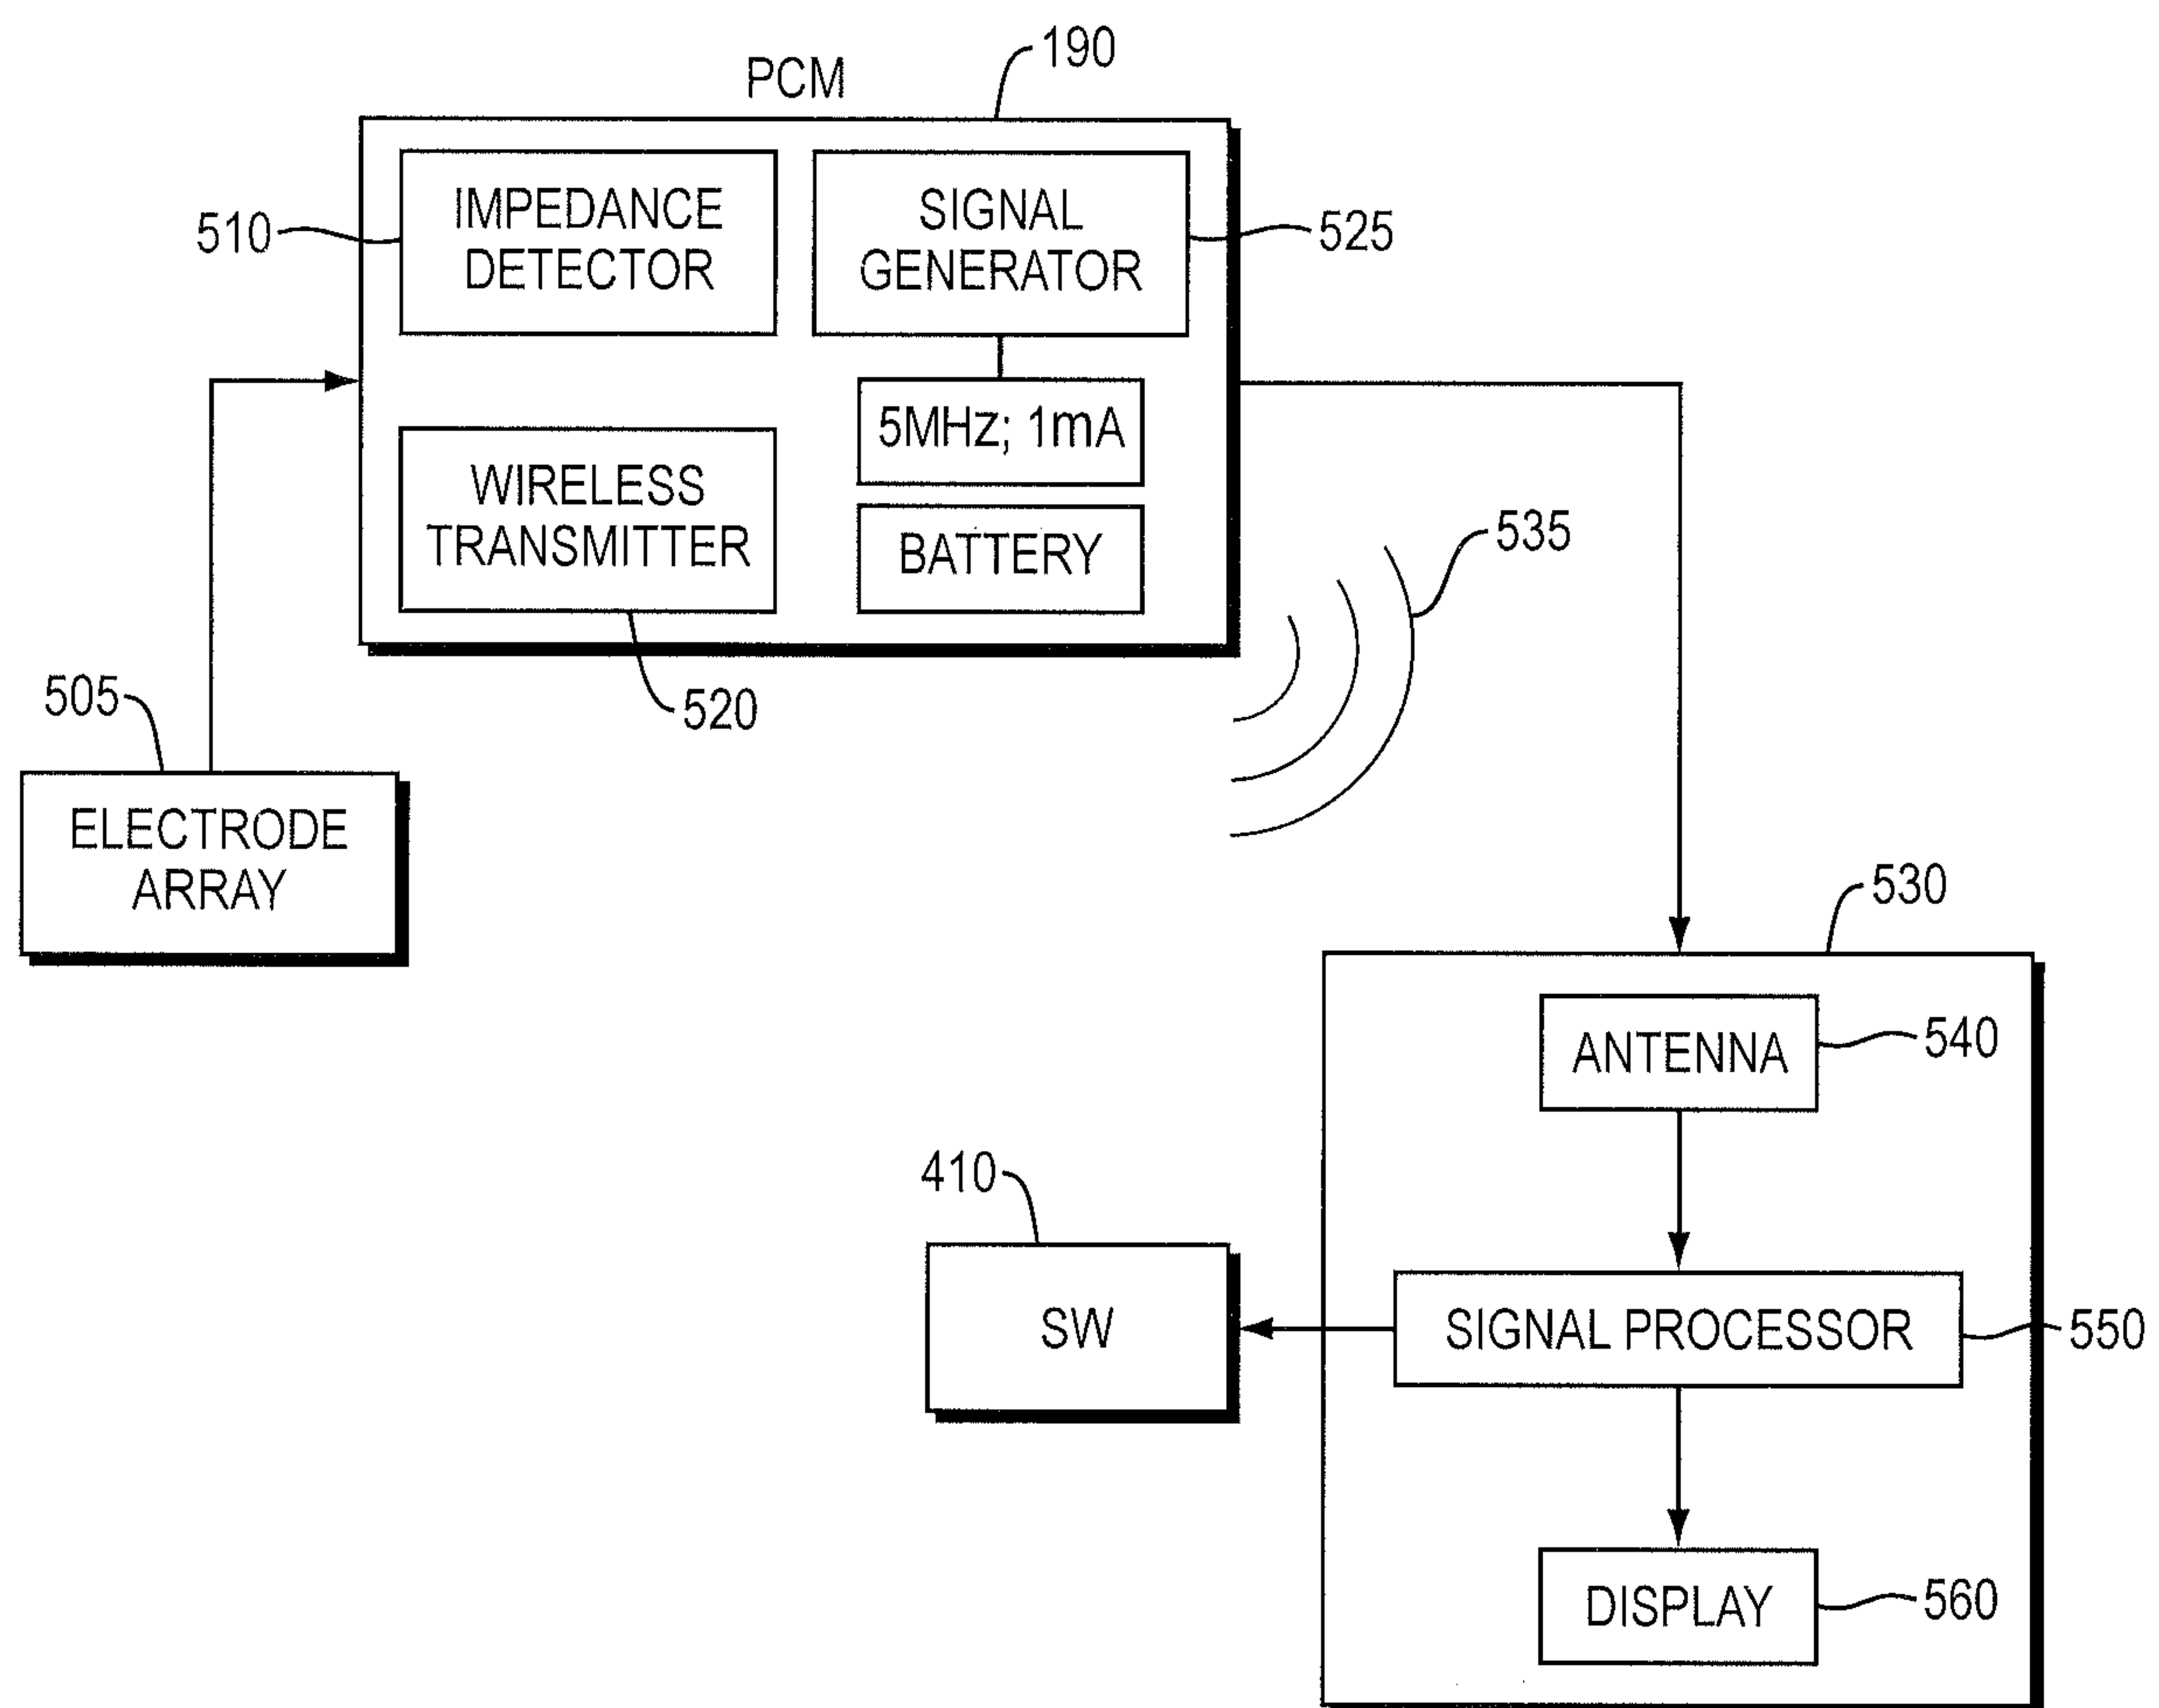 190
PCM
IMPEDANCE
DETECTOR
510
SIGNAL
GENERATOR
525
5MHz; 1mA
WIRELESS
TRANSMITTER
BATTERY
535
505
520
ELECTRODE
ARRAY
530
ANTENNA
540
410
SW
SIGNAL PROCESSOR
550
DISPLAY
560